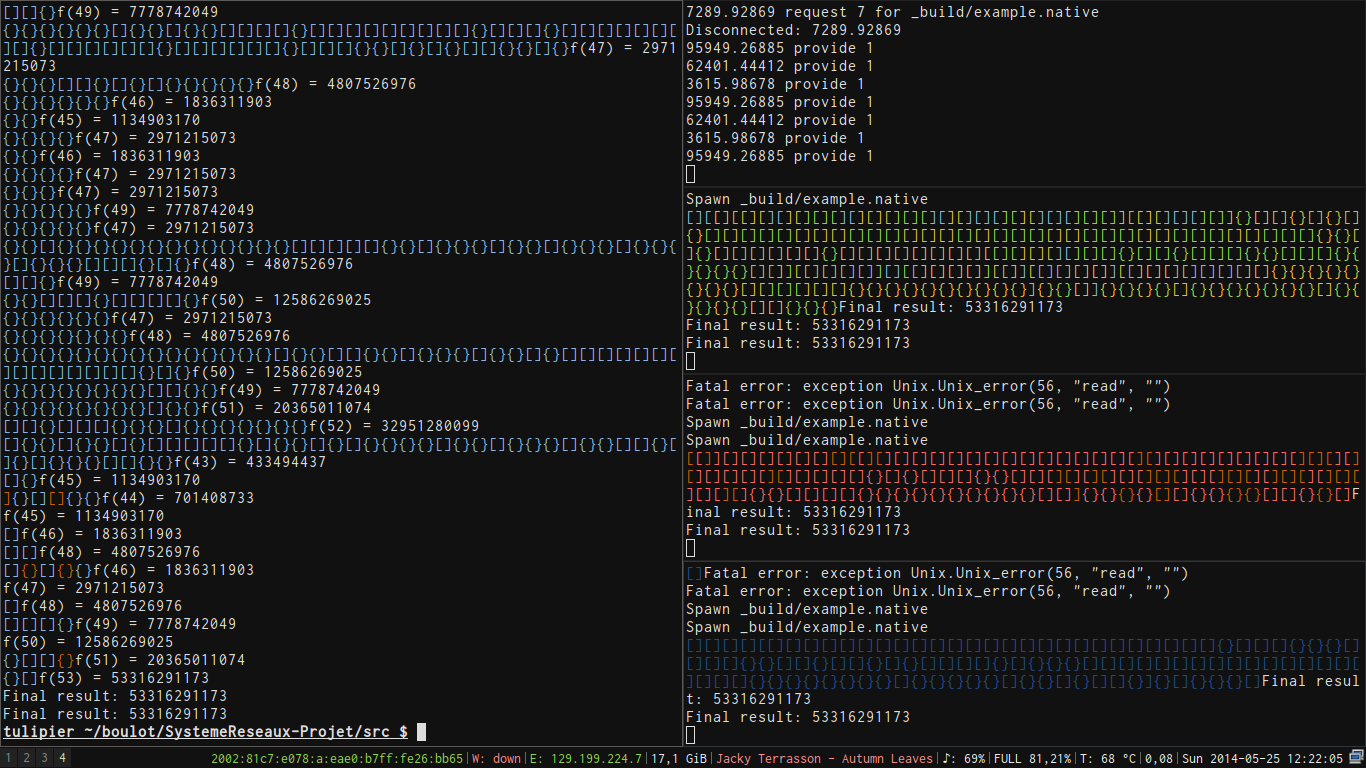 [][]{}f(49) = 7778742049
f(47) = 2971
215073
{}{}{}[][]{}[]{}[]{}{}{}{}{}f(48) = 4807526976
{}{}{}{}{}{}f(46) = 1836311903
{}{}f(45) = 1134903170
{}{}{}{}f(47) = 2971215073
{}{}f(46) = 1836311903
{}{}{}f(47) = 2971215073
{}{}f(47) = 2971215073
{}{}{}{}{}f(49) = 7778742049
{}{}{}{}f(47) = 2971215073
f(48) = 4807526976
[][]{}f(49) = 7778742049
{}{}[][][]{}[][][][]{}f(50) = 12586269025
{}{}{}{}{}{}f(47) = 2971215073
{}{}{}{}{}{}{}f(48) = 4807526976
f(50) = 12586269025
{}{}{}{}{}{}{}{}[][]{}{}f(49) = 7778742049
{}{}{}{}{}{}{}{}[]{}{}f(51) = 20365011074
f(52) = 32951280099
f(43) = 433494437
[]{}f(45) = 1134903170
]{}[][]{}{}f(44) = 701408733
f(45) = 1134903170
[]f(46) = 1836311903
[][]f(48) = 4807526976
[]{}[]{}{}f(46) = 1836311903
f(47) = 2971215073
[]f(48) = 4807526976
[][][]{}f(49) = 7778742049
f(50) = 12586269025
{}[][]{}f(51) = 20365011074
{}[]f(53) = 53316291173
Final result: 53316291173
Final result: 53316291173
tulipier ~/boulot/SystemeReseaux-Projet/src $
7289.92869 request 7 for _build/example.native
Disconnected: 7289.92869
95949.26885 provide 1
62401.44412 provide 1
3615.98678 provide 1
95949.26885 provide 1
62401.44412 provide 1
3615.98678 provide 1
95949.26885 provide 1
Spawn _build/example.native
Final result: 53316291173
Final result: 53316291173
Final result: 53316291173
Fatal error: exception Unix.Unix_error(56, "read", "")
Fatal error: exception Unix.Unix_error(56, "read", "")
Spawn _build/example.native
Spawn _build/example.native
F
inal result: 53316291173
Final result: 53316291173
[]Fatal error: exception Unix.Unix_error(56, "read", "")
Fatal error: exception Unix.Unix_error(56, "read", "")
Spawn _build/example.native
Spawn _build/example.native
Final resul
t: 53316291173
Final result: 53316291173
1 2 3 4 2002:81c7:e078:a:eae0:b7ff:fe26:bb65|W: down|E: 129.199.224.7|17,1 GiB|Jacky Terrasson - Autumn Leaves|♪: 69%|FULL 81,21%|T: 68 °C|0,08|Sun 2014-05-25 12:22:05